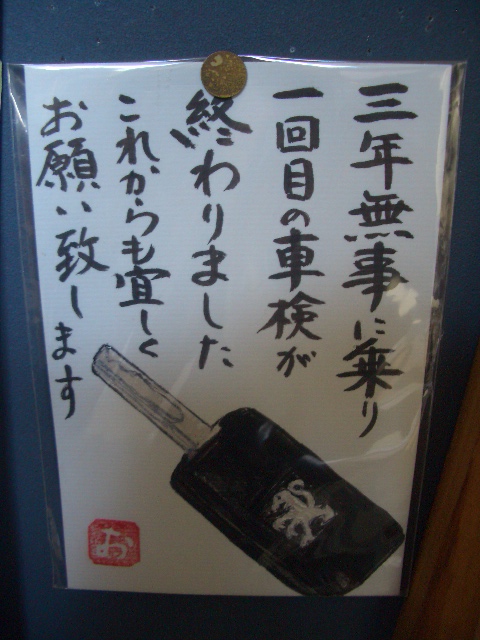 三年無事に乗り
一回目の車検が
終わりました
これからも宜しく
お願い致します
お